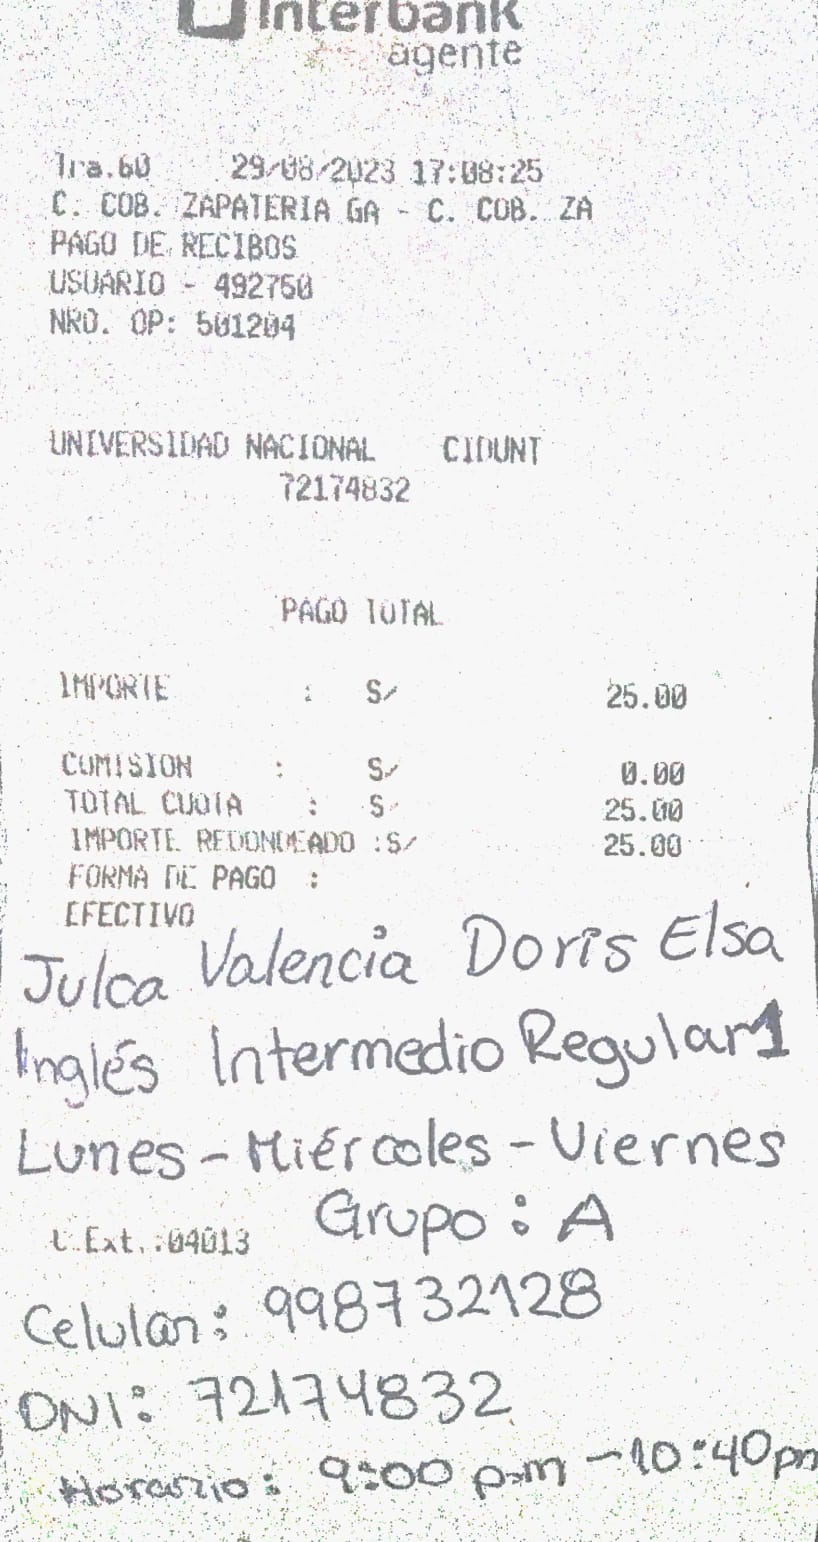 Interbank
agente
Tra.60 29/08/2023 17:08:25
C. COB. ZAPATERIA GA - C. COB. ZA
PAGO DE RECIBOS
USUARIO - 492750
NRO. OP: 501204
UNIVERSIDAD NACIONAL CIDUNT
72174832
PAGO TOTAL
IMPORTE : S/ 25.00
COMISION : S/ 0.00
TOTAL CUOTA : S/ 25.00
IMPORTE REDONDEADO :S/ 25.00
FORMA DE PAGO :
EFECTIVO
Julca Valencia Doris Elsa
Inglés Intermedio Regular 1
Lunes - Miércoles - Viernes
Grupo : A
C.Ext.:04013
Celular: 998732128
DNI: 72174832
Horario: 9:00 p.m - 10:40pm